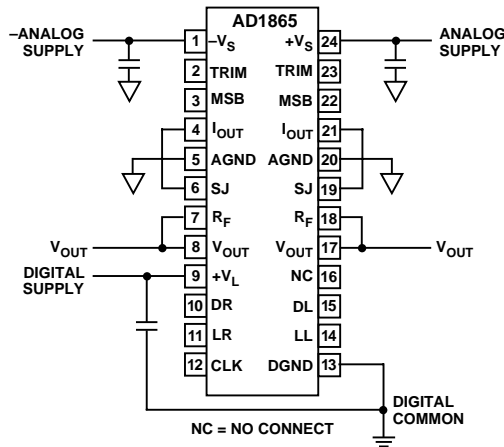 AD1865
–ANALOG
SUPPLY
1 –VS +VS 24
ANALOG
SUPPLY
2 TRIM TRIM 23
3 MSB MSB 22
4 IOUT IOUT 21
5 AGND AGND 20
6 SJ SJ 19
7 RF RF 18
VOUT 8 VOUT VOUT 17 VOUT
DIGITAL
SUPPLY
9 +VL NC 16
10 DR DL 15
11 LR LL 14
12 CLK DGND 13
DIGITAL
COMMON
NC = NO CONNECT